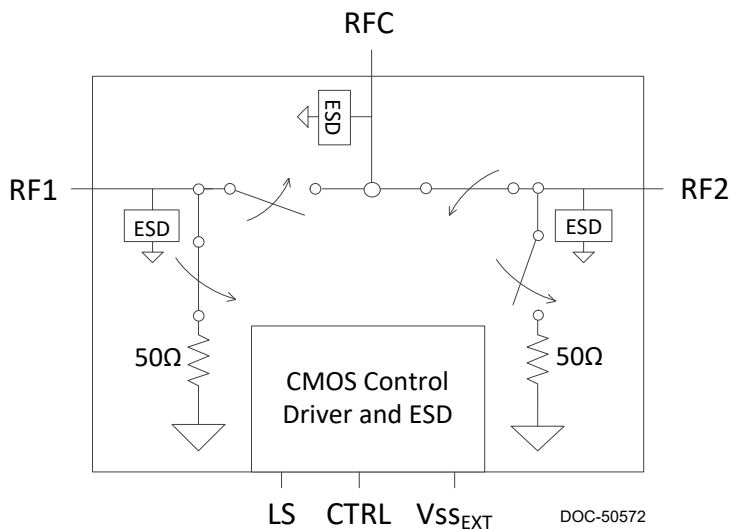 RFC
ESD
RF1
RF2
ESD
ESD
50Ω
50Ω
CMOS Control
Driver and ESD
LS CTRL VssEXT
DOC-50572